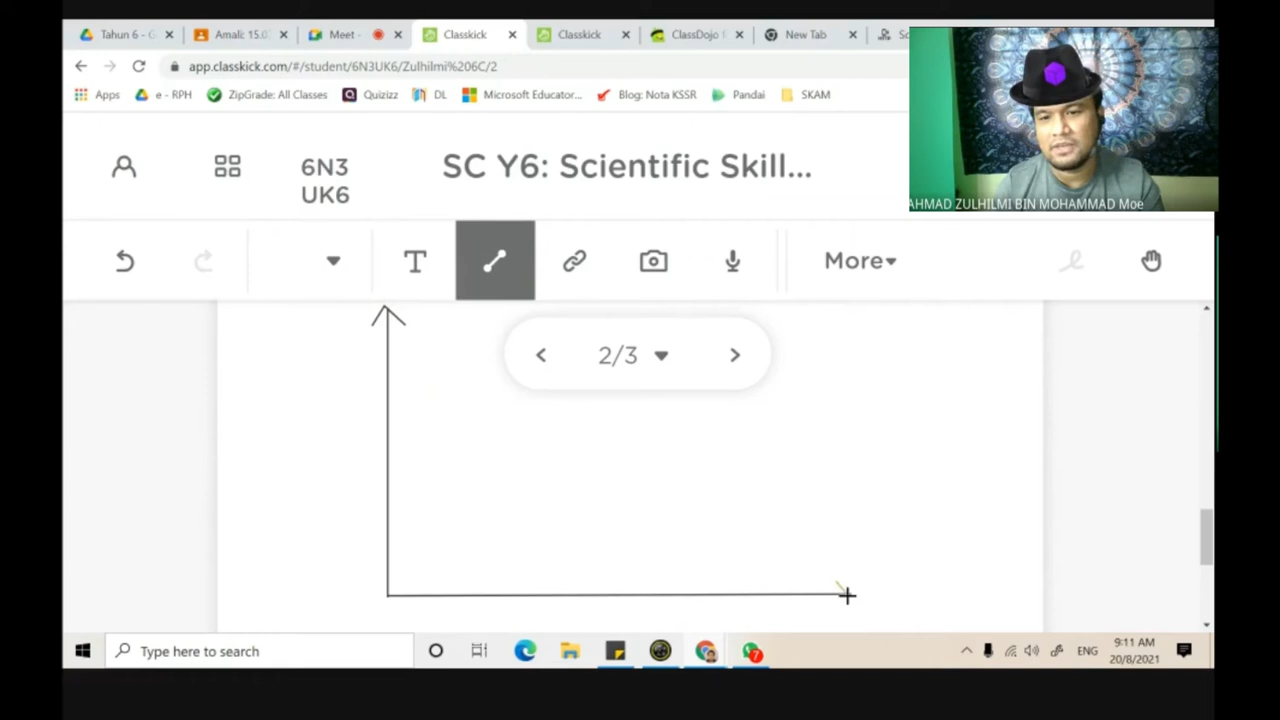 Tahun 6 - G
Amali: 15.0
Meet -
Classkick
Classkick
ClassDojo f
New Tab
app.classkick.com/#/student/6N3UK6/Zulhilmi%206C/2
Apps
e - RPH
ZipGrade: All Classes
Quizizz
DL
Microsoft Educator...
Blog: Nota KSSR
Pandai
SKAM
6N3
UK6
SC Y6: Scientific Skill...
AHMAD ZULHILMI BIN MOHAMMAD Moe
T
More
2/3
Type here to search
7
ENG
9:11 AM
20/8/2021